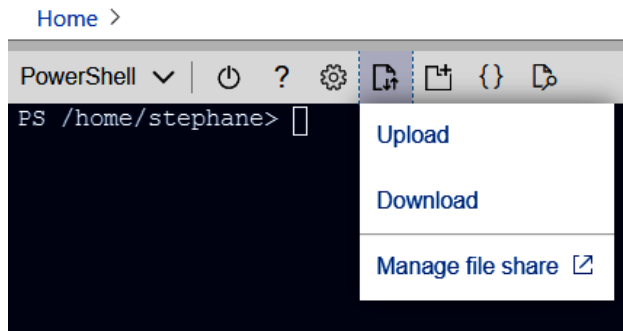 Home >
PowerShell ? {}
PS /home/stephane>
Upload
Download
Manage file share